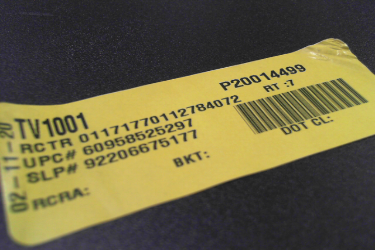 P20014499
RT :7
TV1001
RCTR 01171770112784072
UPC# 60958525297
SLP# 92206675177
BKT:
DOT CL:
RCRA:
02-11-20